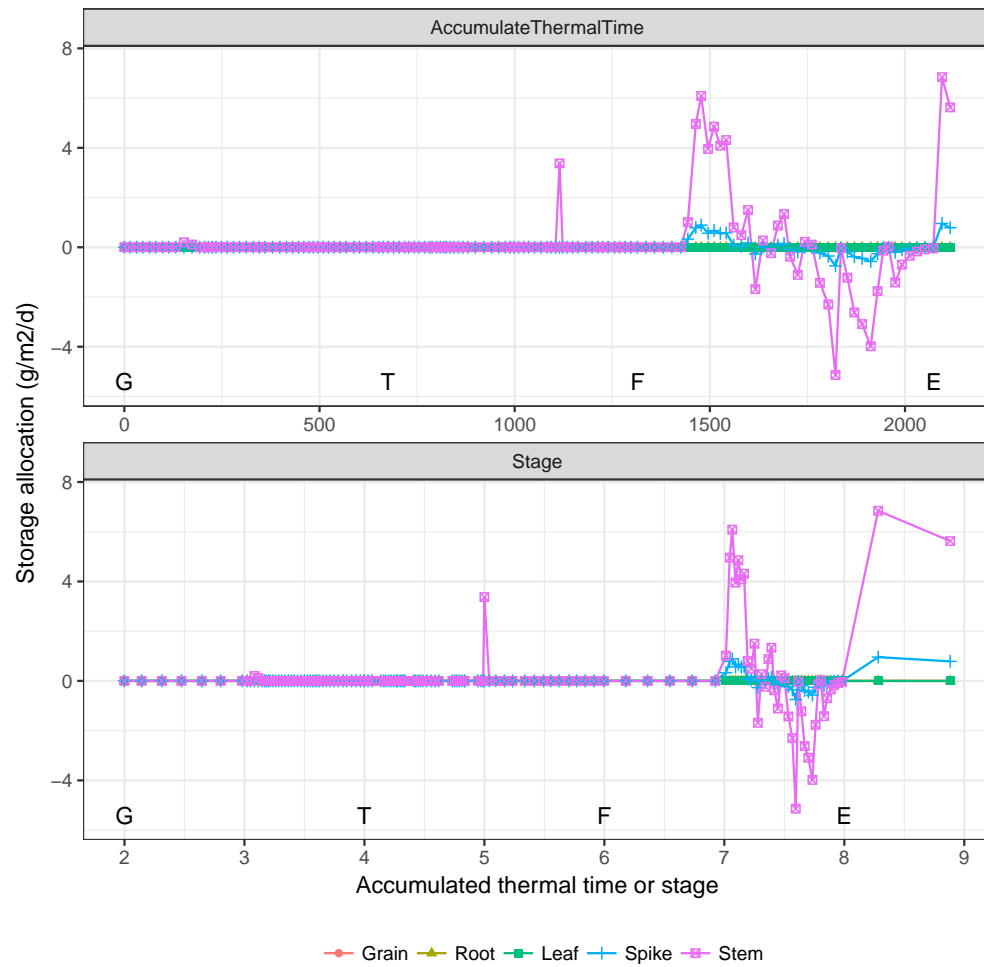 AccumulateThermalTime
8
4
0
−4
G T F E
0 500 1000 1500 2000
Stage
8
4
0
−4
G T F E
2 3 4 5 6 7 8 9
Storage allocation (g/m2/d)
Accumulated thermal time or stage
Grain Root Leaf Spike Stem